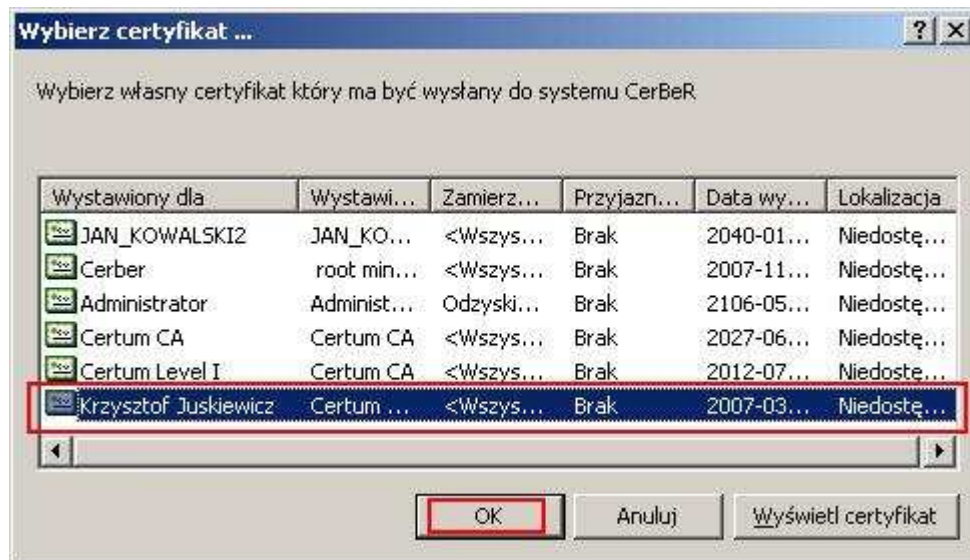 Wybierz certyfikat ...
Wybierz własny certyfikat który ma być wysłany do systemu CerBeR
Wystawiony dla Wystawi... Zamierz... Przyjazn... Data wy... Lokalizacja
JAN_KOWALSKI2 JAN_KO... <Wszys... Brak 2040-01... Niedostę...
Cerber root min... <Wszys... Brak 2007-11... Niedostę...
Administrator Administ... Odzyski... Brak 2106-05... Niedostę...
Certum CA Certum CA <Wszys... Brak 2027-06... Niedostę...
Certum Level I Certum CA <Wszys... Brak 2012-07... Niedostę...
Krzysztof Juskiewicz Certum ... <Wszys... Brak 2007-03... Niedostę...
OK Anuluj Wyświetl certyfikat